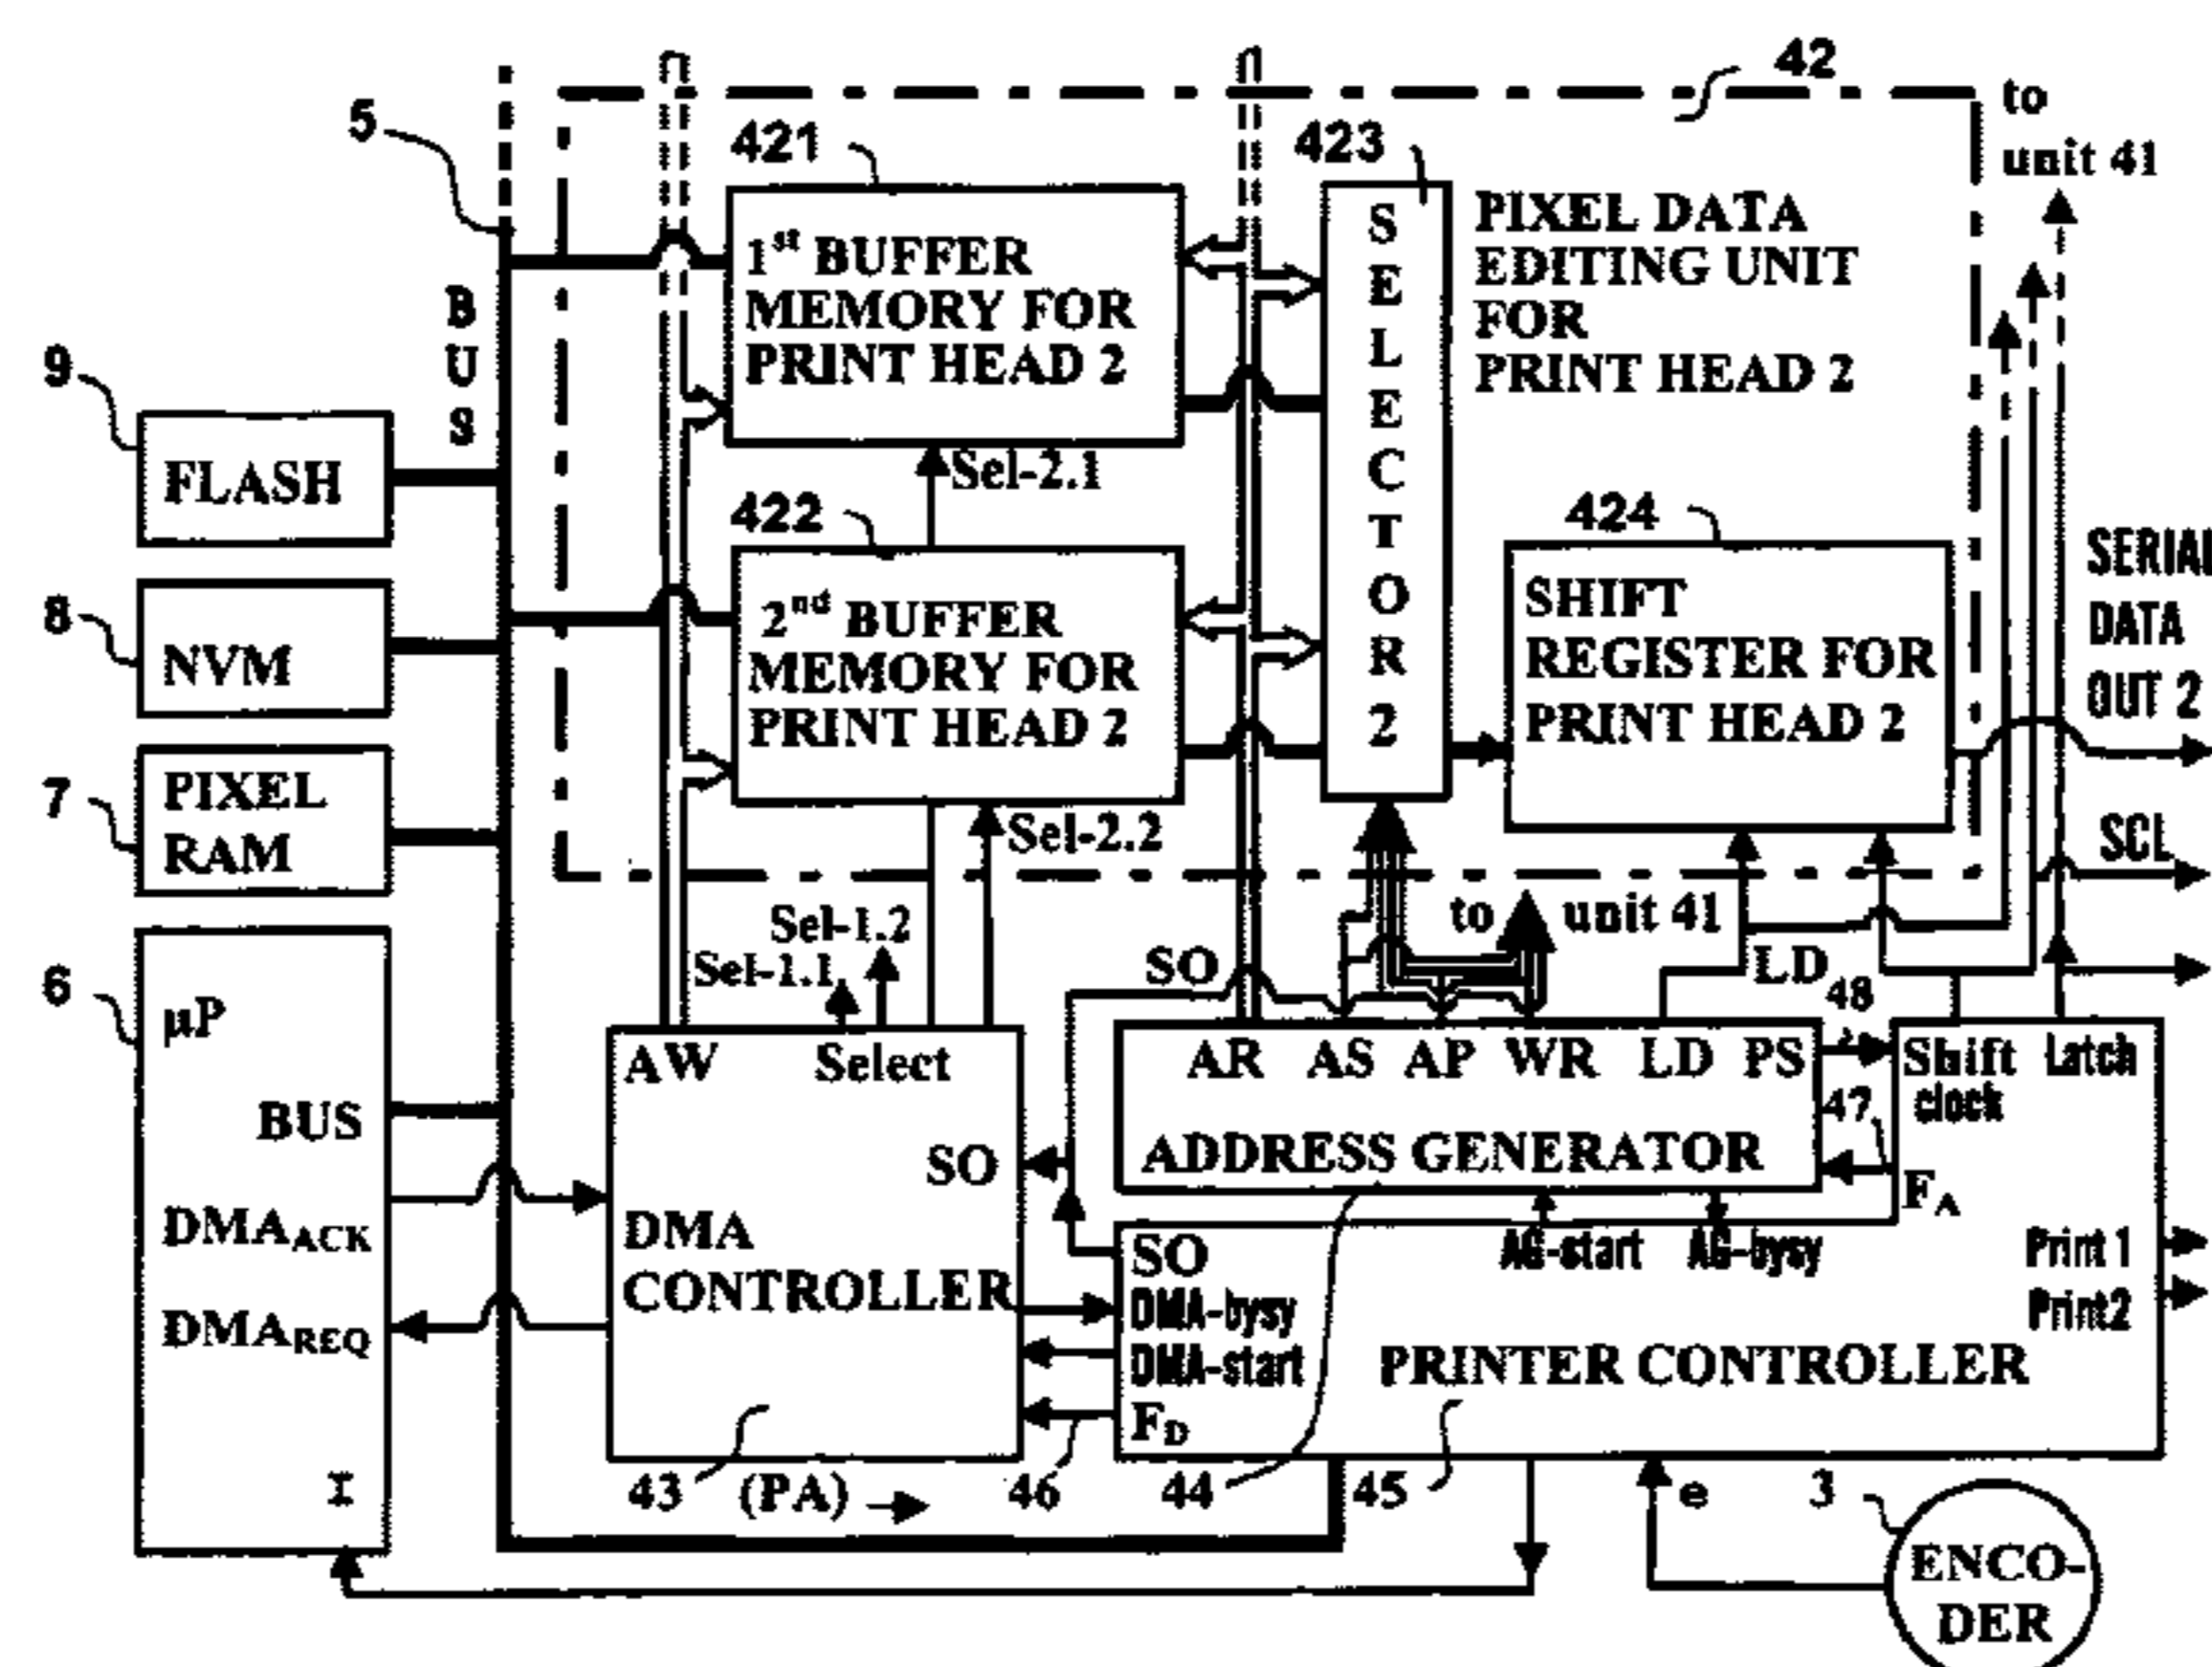 42
to
unit 41
5
421
423
1st BUFFER
MEMORY FOR
PRINT HEAD 2
SELECTOR 2
PIXEL DATA
EDITING UNIT
FOR
PRINT HEAD 2
BUS
9
FLASH
Sel-2.1
422
424
2nd BUFFER
MEMORY FOR
PRINT HEAD 2
SHIFT
REGISTER FOR
PRINT HEAD 2
SERIAL
DATA
OUT 2
8
NVM
7
PIXEL
RAM
Sel-2.2
SCL
Sel-1.2
Sel-1.1
to unit 41
SO
LD
48
6
μP
BUS
DMAACK
DMAREQ
I
AW Select
SO
DMA
CONTROLLER
AR AS AP WR LD PS
ADDRESS GENERATOR
Shift
clock
Latch
47
FA
AG-start AG-bysy
SO
DMA-bysy
DMA-start
FD
Print 1
Print2
PRINTER CONTROLLER
43 (PA) 46 44 45 e 3
ENCO-
DER